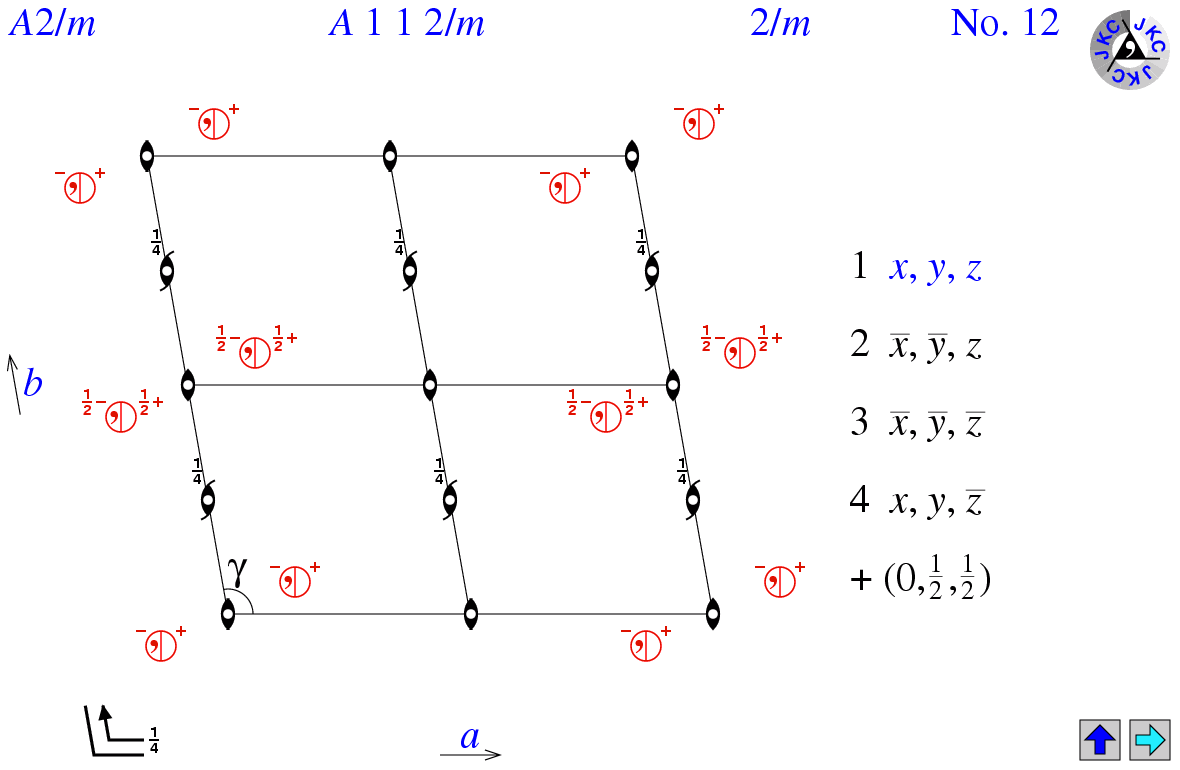 A2/m A 1 1 2/m 2/m No. 12
JKC JKC JKC
− + − +
− + − +
1/4 1/4 1/4
1 x, y, z
1/2− 1/2+ 1/2− 1/2+
2 x̅, y̅, z
b
1/2− 1/2+ 1/2− 1/2+
3 x̅, y̅, z̅
1/4 1/4 1/4
4 x, y, z̅
γ − + − +
+ (0,1/2,1/2)
− + − +
1/4 a